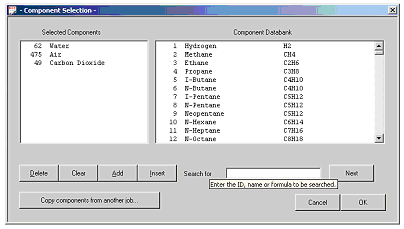 - Component Selection -
Selected Components
Component Databank
62 Water
475 Air
49 Carbon Dioxide
1 Hydrogen H2
2 Methane CH4
3 Ethane C2H6
4 Propane C3H8
5 I-Butane C4H10
6 N-Butane C4H10
7 I-Pentane C5H12
8 N-Pentane C5H12
9 Neopentane C5H12
10 N-Hexane C6H14
11 N-Heptane C7H16
12 N-Octane C8H18
Delete Clear Add Insert Search for Next
Enter the ID, name or formula to be searched.
Copy components from another job...
Cancel OK